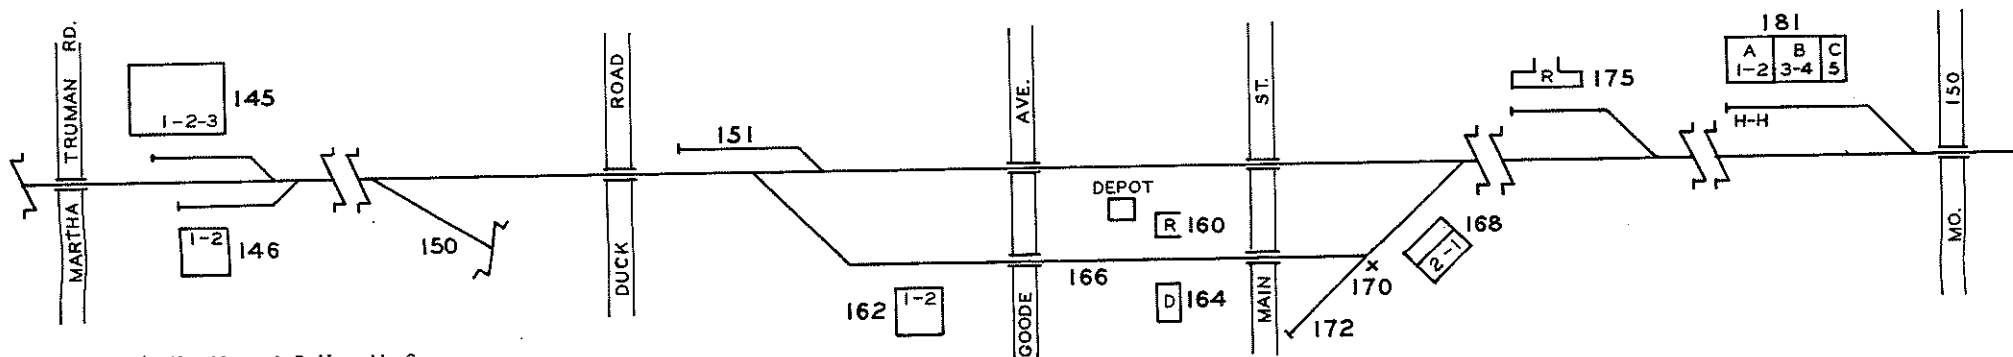 MARTHA TRUMAN RD.
145
1-2-3
1-2
146
150
DUCK ROAD
151
162
1-2
GOODE AVE.
166
DEPOT
R 160
D 164
MAIN ST.
170
172
168
2-1
R 175
181
A B C
1-2 3-4 5
H-H
MO. 150